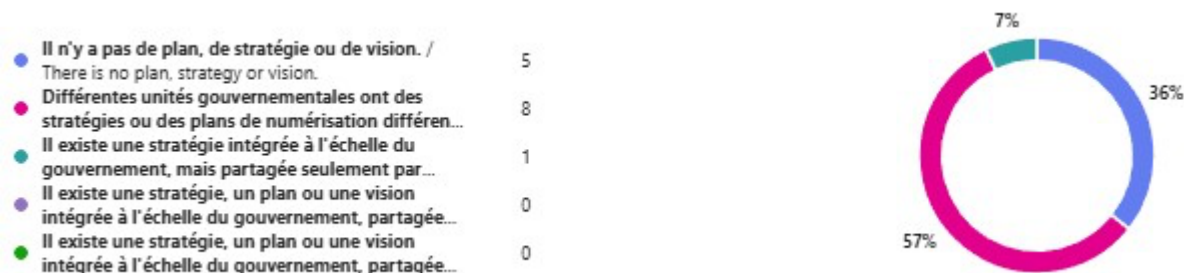 Il n'y a pas de plan, de stratégie ou de vision. /
There is no plan, strategy or vision.
5
Différentes unités gouvernementales ont des
stratégies ou des plans de numérisation différen...
8
Il existe une stratégie intégrée à l'échelle du
gouvernement, mais partagée seulement par...
1
Il existe une stratégie, un plan ou une vision
intégrée à l'échelle du gouvernement, partagée...
0
Il existe une stratégie, un plan ou une vision
intégrée à l'échelle du gouvernement, partagée...
0
7%
36%
57%